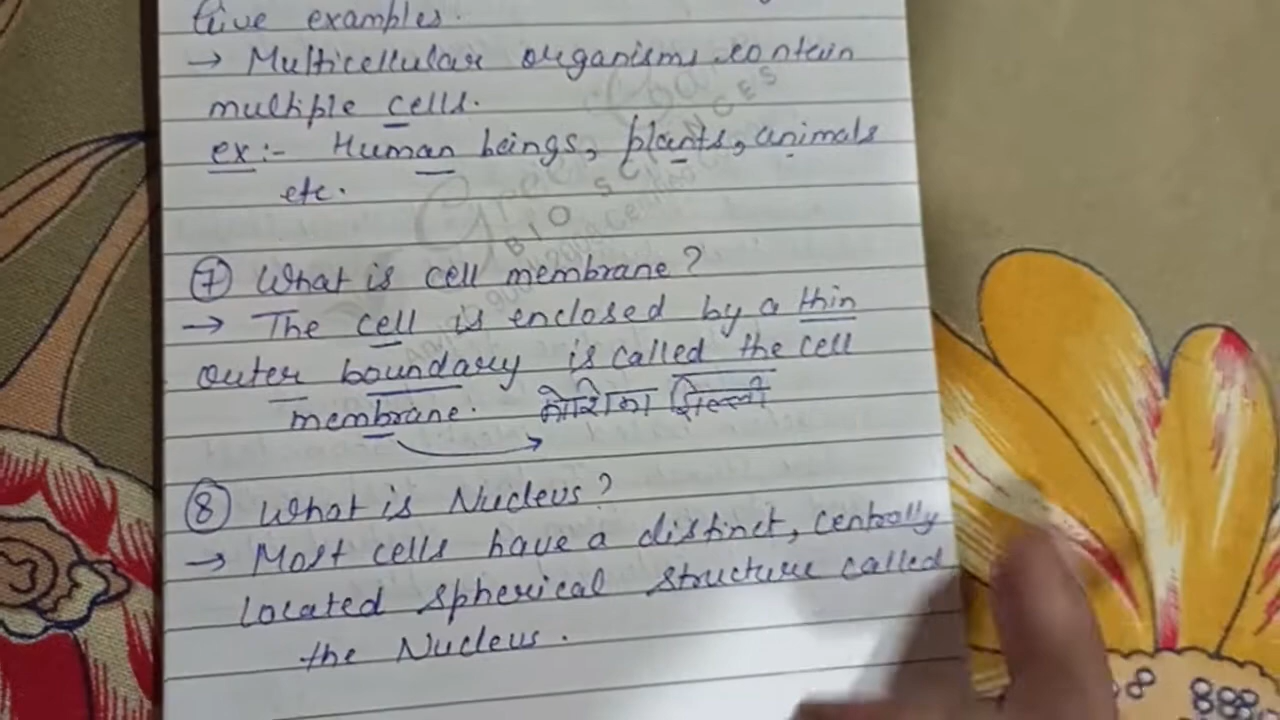 Give examples.
→ Multicellular organisms contain
multiple cells.
ex:- Human beings, plants, animals
etc.
⑦ What is cell membrane?
→ The cell is enclosed by a thin
outer boundary is called the cell
membrane. कोशिका झिल्ली
⑧ What is Nucleus?
→ Most cells have a distinct, centrally
located spherical structure called
the Nucleus.
BIO SCIENCES